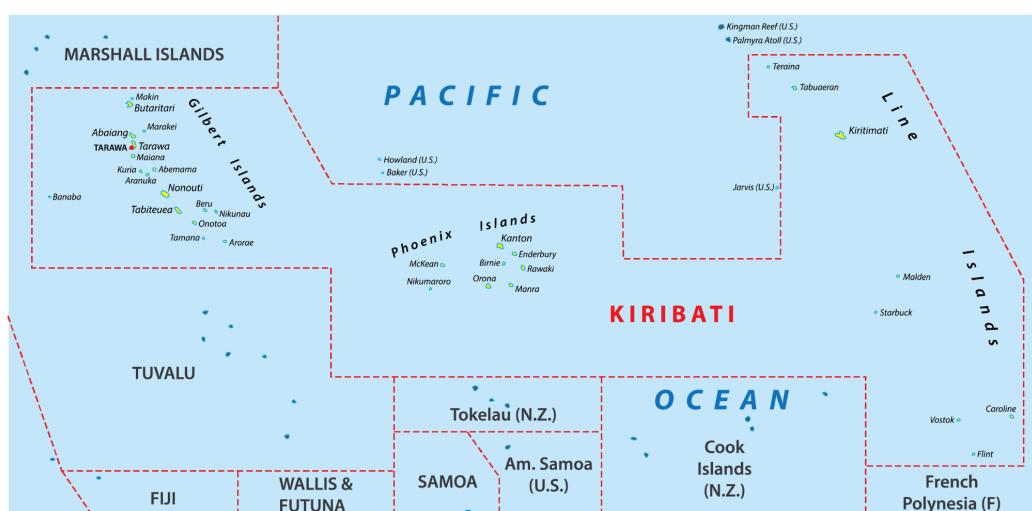 Kingman Reef (U.S.)
Palmyra Atoll (U.S.)
MARSHALL ISLANDS
Teraina
Tabuaeran
PACIFIC
Makin
Butaritari
Gilbert Islands
Line Islands
Marakei
Abaiang
Kiritimati
TARAWA
Tarawa
Maiana
Howland (U.S.)
Baker (U.S.)
Kuria
Abemama
Aranuka
Nonouti
Jarvis (U.S.)
Banaba
Beru
Tabiteuea
Nikunau
Onotoa
Tamana
Arorae
Phoenix Islands
Kanton
Enderbury
McKean
Birnie
Rawaki
Nikumaroro
Orona
Manra
Malden
Starbuck
KIRIBATI
TUVALU
OCEAN
Tokelau (N.Z.)
Caroline
Vostok
Flint
Cook
Islands
(N.Z.)
Am. Samoa
(U.S.)
SAMOA
WALLIS &
FUTUNA
FIJI
French
Polynesia (F)